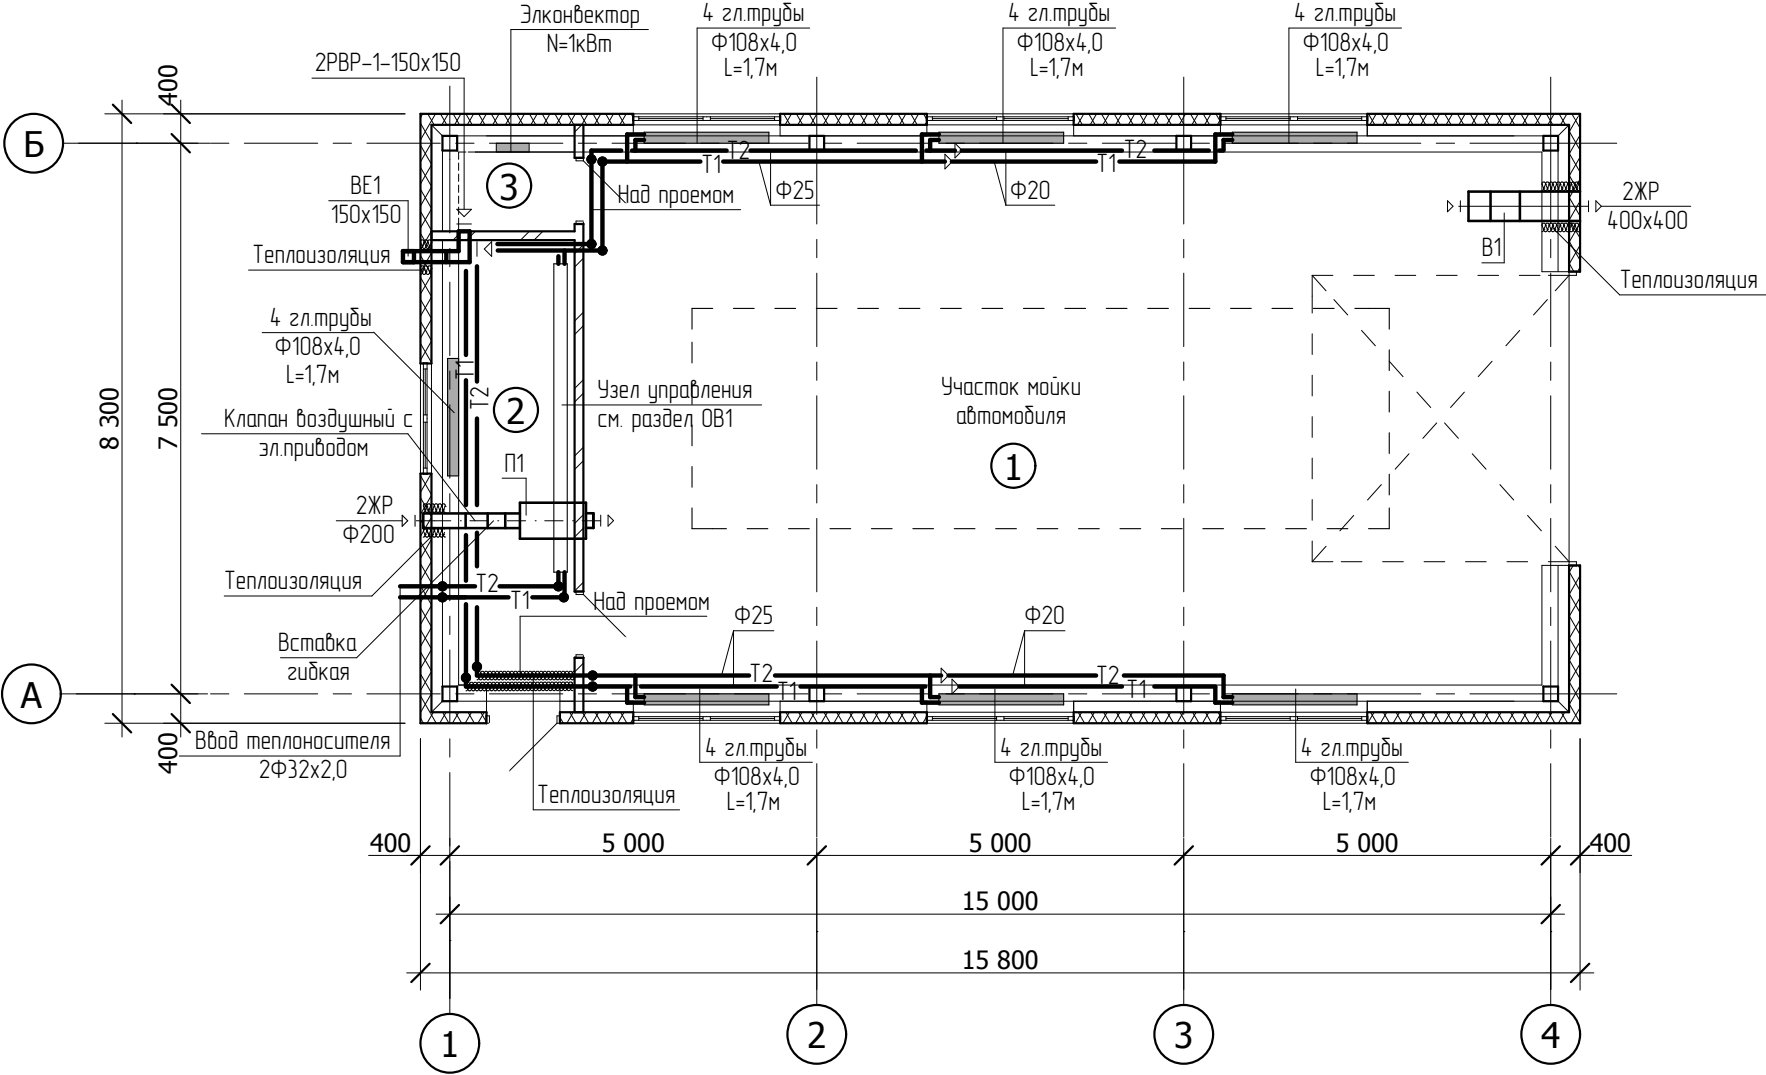 Элконвектор
N=1кВт
4 гл.трубы
Ф108х4,0
L=1,7м
4 гл.трубы
Ф108х4,0
L=1,7м
4 гл.трубы
Ф108х4,0
L=1,7м
2РВР-1-150х150
400
Б
3
Т2
Т1
Т2
Т1
Над проемом
Ф25
Ф20
ВЕ1
150х150
2ЖР
400х400
В1
Теплоизоляция
Теплоизоляция
4 гл.трубы
Ф108х4,0
L=1,7м
Т1
Т2
2
8 300
7 500
Узел управления
см. раздел ОВ1
Участок мойки
автомобиля
1
Клапан воздушный с
эл.приводом
П1
2ЖР
Ф200
Теплоизоляция
Т2
Т1
Над проемом
Ф25
Ф20
Вставка
гибкая
А
Т2
Т1
Т2
Т1
Ввод теплоносителя
2Ф32х2,0
400
Теплоизоляция
4 гл.трубы
Ф108х4,0
L=1,7м
4 гл.трубы
Ф108х4,0
L=1,7м
4 гл.трубы
Ф108х4,0
L=1,7м
400
5 000
5 000
5 000
400
15 000
15 800
1
2
3
4